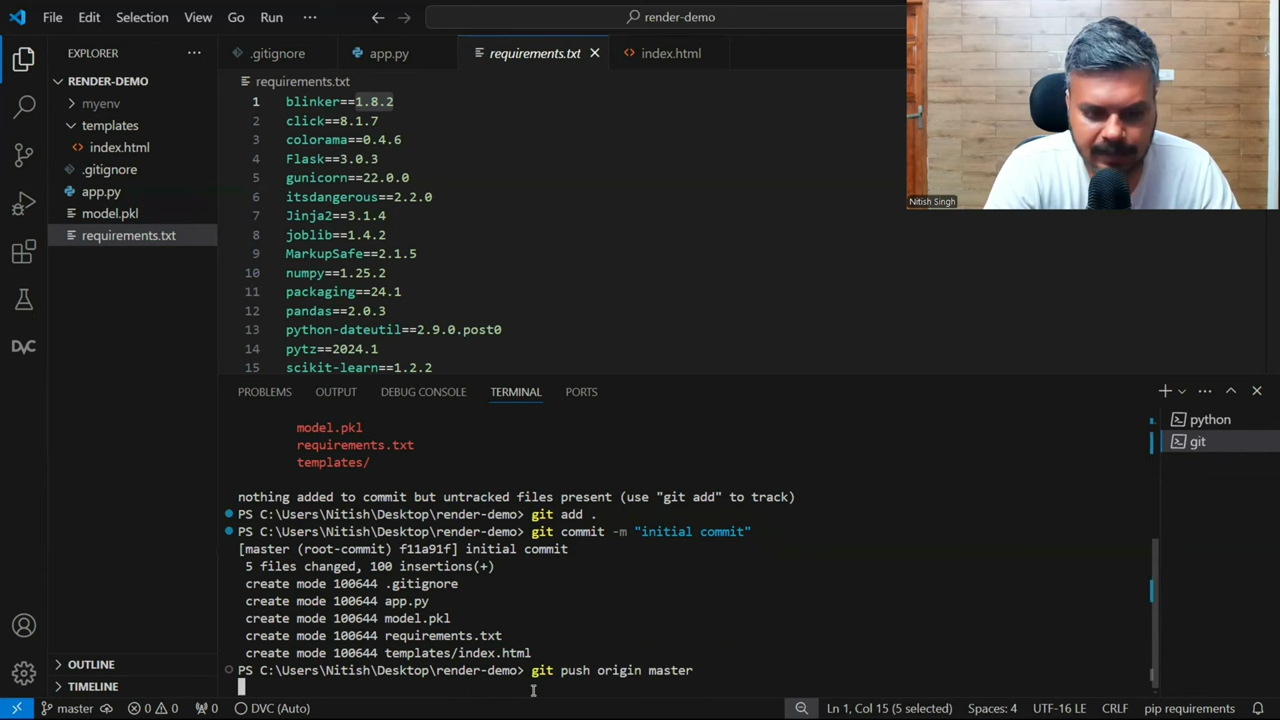 File Edit Selection View Go Run ··· render-demo
EXPLORER ···
RENDER-DEMO
myenv
templates
index.html
.gitignore
app.py
model.pkl
requirements.txt
OUTLINE
TIMELINE
.gitignore app.py requirements.txt index.html
requirements.txt
1 blinker==1.8.2
2 click==8.1.7
3 colorama==0.4.6
4 Flask==3.0.3
5 gunicorn==22.0.0
6 itsdangerous==2.2.0
7 Jinja2==3.1.4
8 joblib==1.4.2
9 MarkupSafe==2.1.5
10 numpy==1.25.2
11 packaging==24.1
12 pandas==2.0.3
13 python-dateutil==2.9.0.post0
14 pytz==2024.1
15 scikit-learn==1.2.2
Nitish Singh
PROBLEMS OUTPUT DEBUG CONSOLE TERMINAL PORTS
python
git
model.pkl
requirements.txt
templates/
nothing added to commit but untracked files present (use "git add" to track)
PS C:\Users\Nitish\Desktop\render-demo> git add .
PS C:\Users\Nitish\Desktop\render-demo> git commit -m "initial commit"
[master (root-commit) f11a91f] initial commit
5 files changed, 100 insertions(+)
create mode 100644 .gitignore
create mode 100644 app.py
create mode 100644 model.pkl
create mode 100644 requirements.txt
create mode 100644 templates/index.html
PS C:\Users\Nitish\Desktop\render-demo> git push origin master
DVC
master 0 0 0 DVC (Auto) Ln 1, Col 15 (5 selected) Spaces: 4 UTF-16 LE CRLF pip requirements